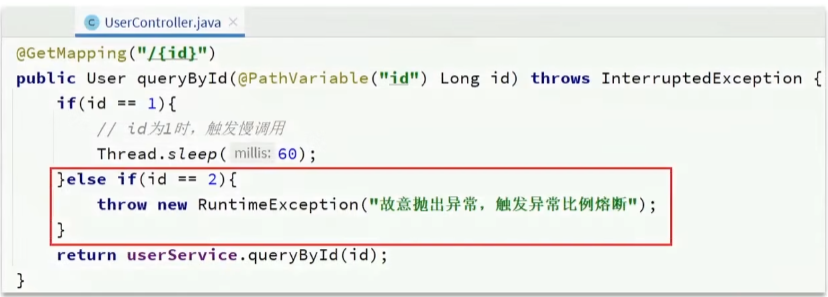 UserController.java
@GetMapping("/{id}")
public User queryById(@PathVariable("id") Long id) throws InterruptedException {
if(id == 1){
// id为1时，触发慢调用
Thread.sleep( millis: 60);
}else if(id == 2){
throw new RuntimeException("故意抛出异常，触发异常比例熔断");
}
return userService.queryById(id);
}